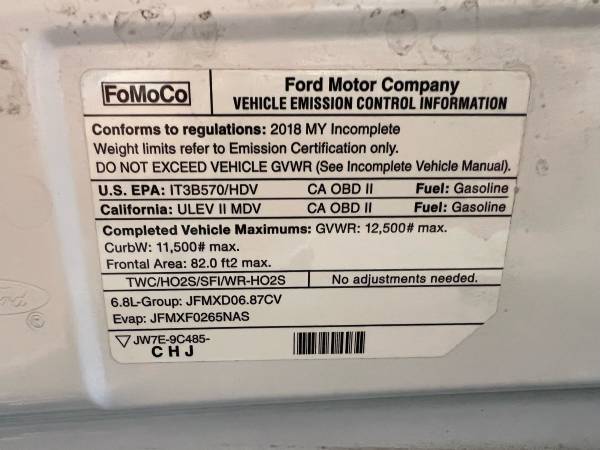 FoMoCo
Ford Motor Company
VEHICLE EMISSION CONTROL INFORMATION
Conforms to regulations: 2018 MY Incomplete
Weight limits refer to Emission Certification only.
DO NOT EXCEED VEHICLE GVWR (See Incomplete Vehicle Manual).
U.S. EPA: IT3B570/HDV CA OBD II Fuel: Gasoline
California: ULEV II MDV CA OBD II Fuel: Gasoline
Completed Vehicle Maximums: GVWR: 12,500# max.
CurbW: 11,500# max.
Frontal Area: 82.0 ft2 max.
TWC/HO2S/SFI/WR-HO2S No adjustments needed.
6.8L-Group: JFMXD06.87CV
Evap: JFMXF0265NAS
JW7E-9C485-
CHJ
Ford
©